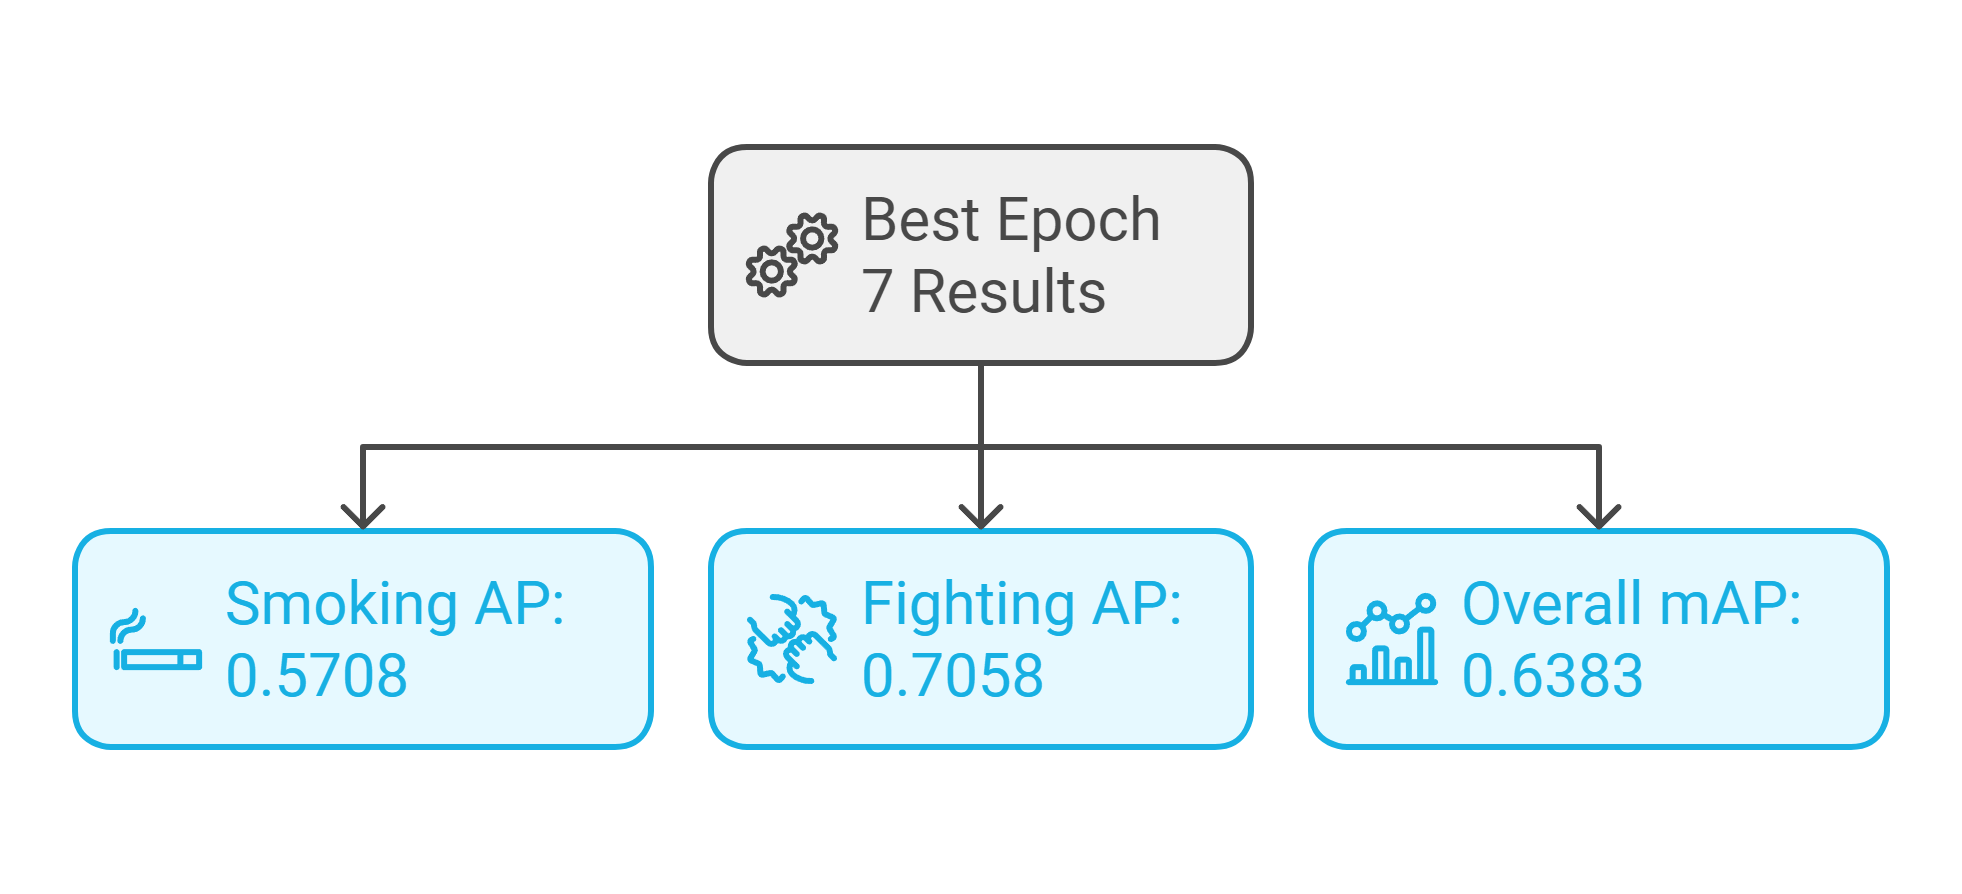 Best Epoch
7 Results
Smoking AP:
0.5708
Fighting AP:
0.7058
Overall mAP:
0.6383